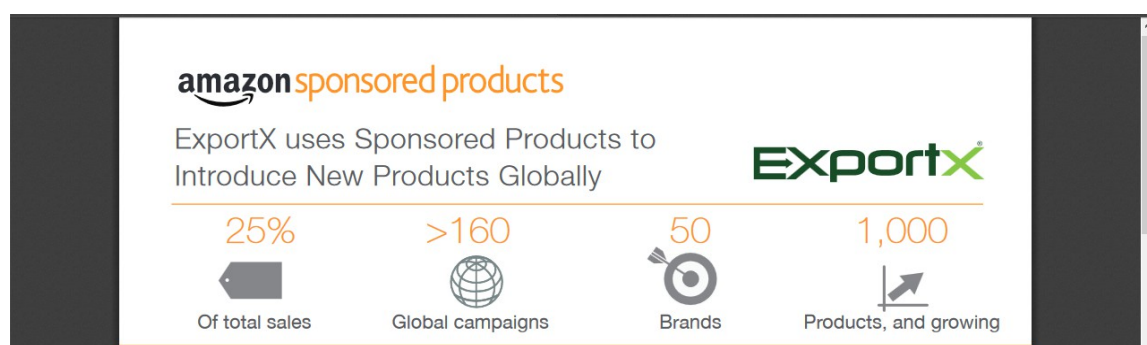 amazon sponsored products
ExportX uses Sponsored Products to
Introduce New Products Globally
Exportx®
25% >160 50 1,000
Of total sales Global campaigns Brands Products, and growing